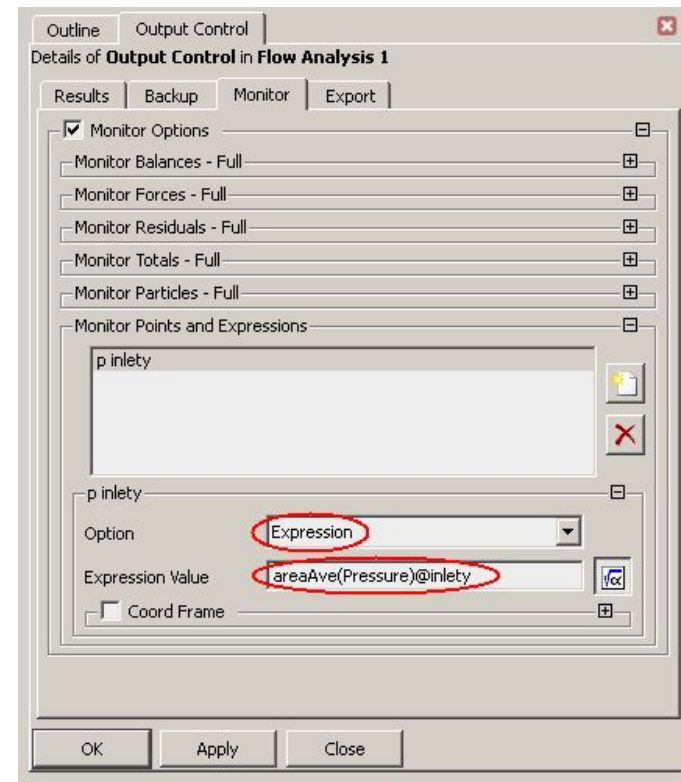 Outline Output Control
Details of Output Control in Flow Analysis 1
Results Backup Monitor Export
Monitor Options
Monitor Balances - Full
Monitor Forces - Full
Monitor Residuals - Full
Monitor Totals - Full
Monitor Particles - Full
Monitor Points and Expressions
p inlety
p inlety
Option Expression
Expression Value areaAve(Pressure)@inlety
Coord Frame
OK Apply Close